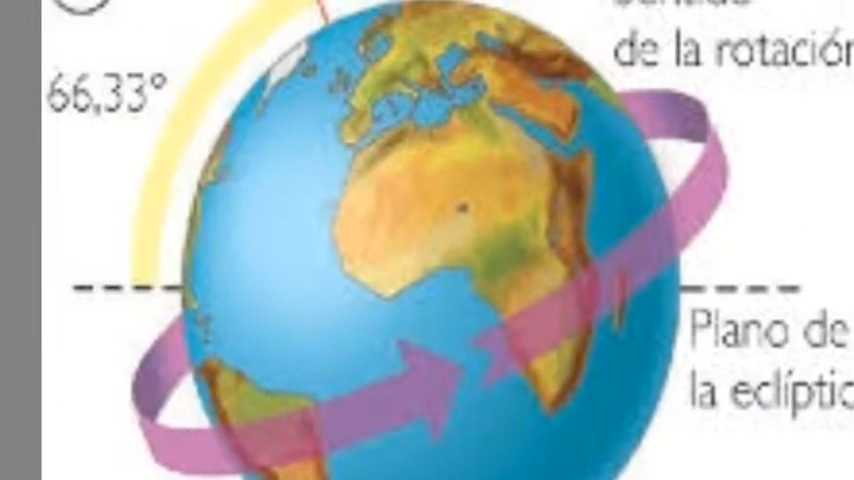 de la rotación
66,33°
Plano de
la eclíptic